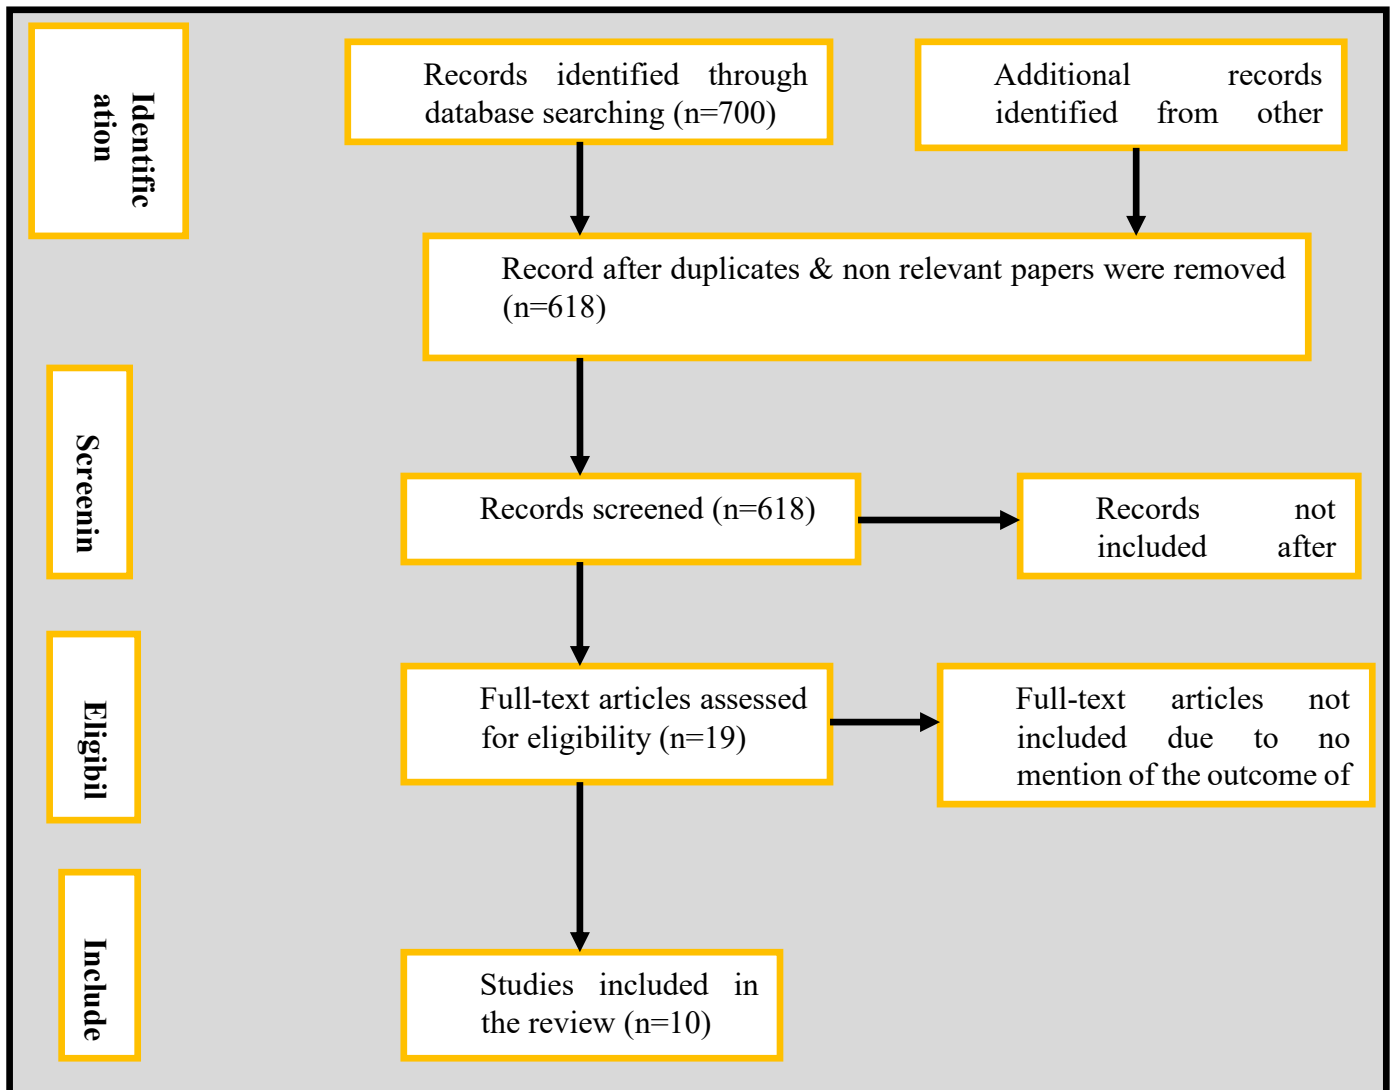 Identific
ation
Records identified through
database searching (n=700)
Additional records
identified from other
Record after duplicates & non relevant papers were removed
(n=618)
Screenin
Records screened (n=618)
Records not
included after
Eligibil
Full-text articles assessed
for eligibility (n=19)
Full-text articles not
included due to no
mention of the outcome of
Include
Studies included in
the review (n=10)